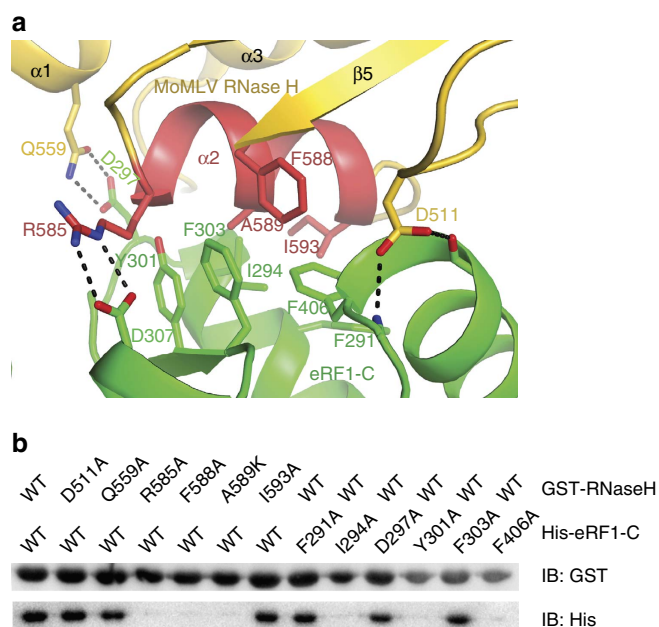 a
α1
α3
β5
MoMLV RNase H
Q559
D297
α2
F588
R585
D511
F303
A589
I593
Y301
I294
F406
D307
F291
eRF1-C
b
WT D511A Q559A R585A F588A A589K I593A WT WT WT WT WT WT GST-RNaseH
WT WT WT WT WT WT WT F291A I294A D297A Y301A F303A F406A His-eRF1-C
IB: GST
IB: His